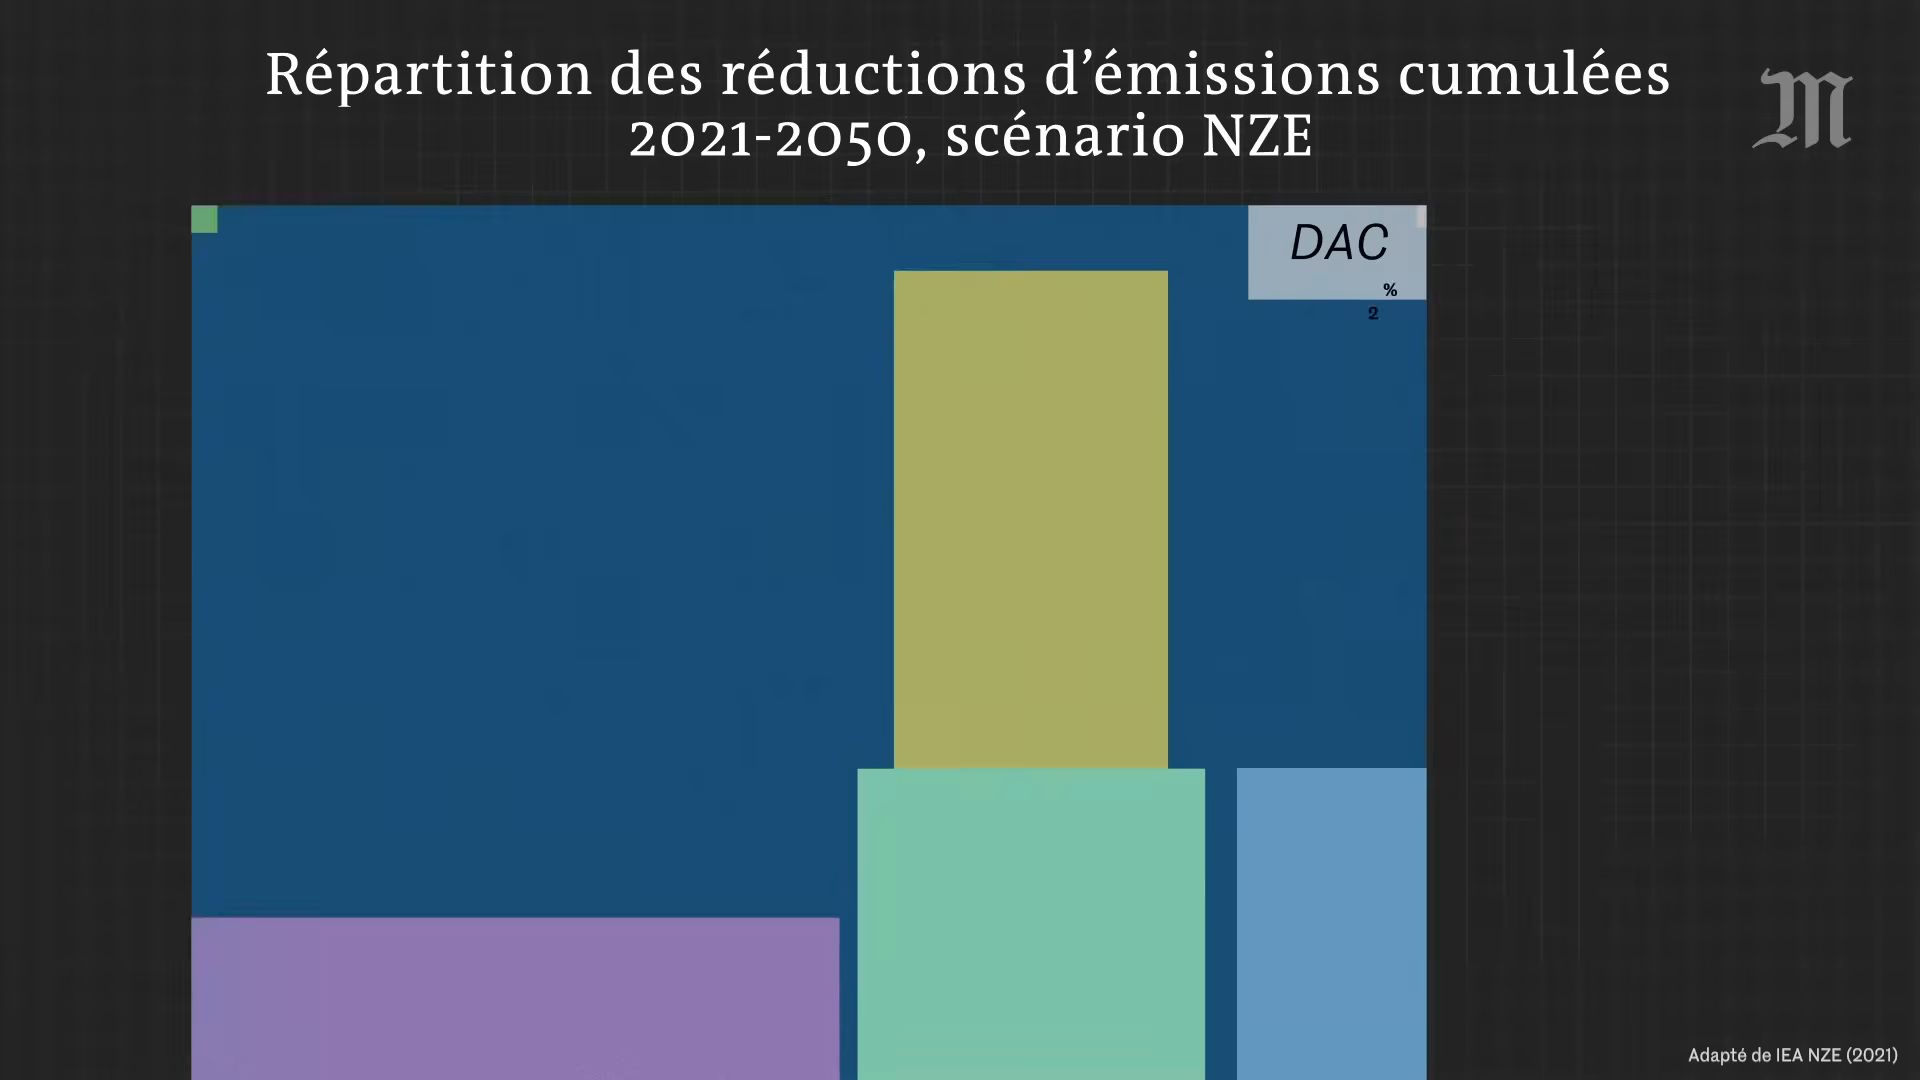 Répartition des réductions d’émissions cumulées
2021-2050, scénario NZE
M
DAC
%
2
Adapté de IEA NZE (2021)